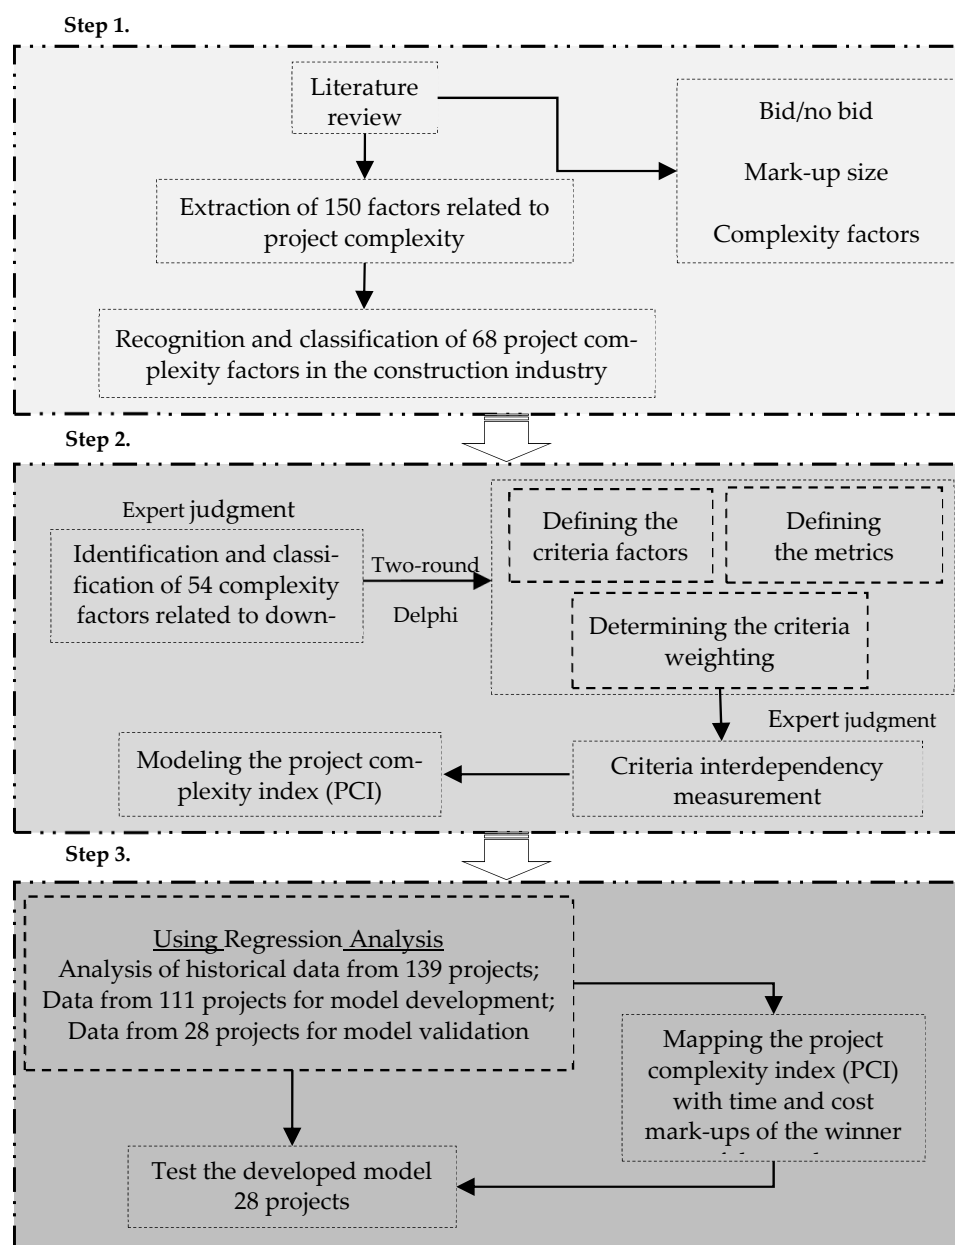 Step 1.
Literature
review
Bid/no bid
Mark-up size
Complexity factors
Extraction of 150 factors related to
project complexity
Recognition and classification of 68 project com-
plexity factors in the construction industry
Step 2.
Expert judgment
Identification and classi-
fication of 54 complexity
factors related to down-
Two-round
Delphi
Defining the
criteria factors
Defining
the metrics
Determining the criteria
weighting
Expert judgment
Criteria interdependency
measurement
Modeling the project com-
plexity index (PCI)
Step 3.
Using Regression Analysis
Analysis of historical data from 139 projects;
Data from 111 projects for model development;
Data from 28 projects for model validation
Mapping the project
complexity index (PCI)
with time and cost
mark-ups of the winner
Test the developed model
28 projects